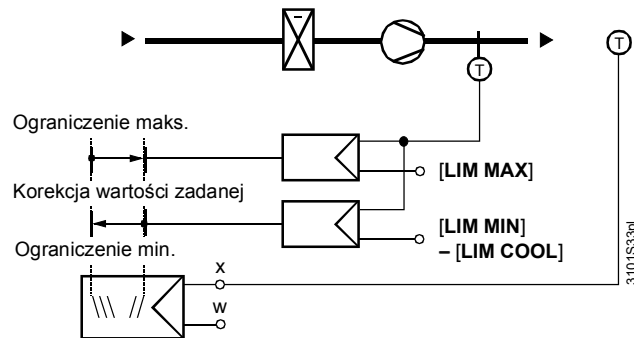 T
T
Ograniczenie maks.
[LIM MAX]
Korekcja wartości zadanej
[LIM MIN]
– [LIM COOL]
Ograniczenie min.
x
w
3101S33pl